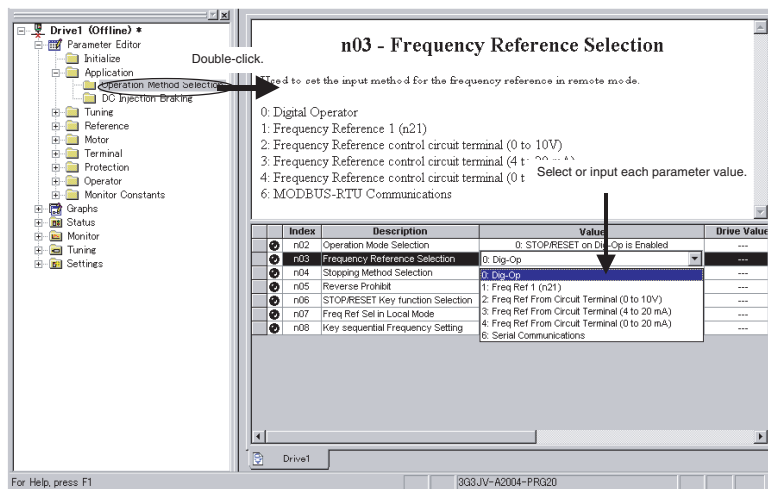 Drive1 (Offline) *
Parameter Editor
Initialize
Application
Operation Method Selection
DC Injection Braking
Tuning
Reference
Motor
Terminal
Protection
Operator
Monitor Constants
Graphs
Status
Monitor
Tuning
Settings
Double-click.
n03 - Frequency Reference Selection
Used to set the input method for the frequency reference in remote mode.
0: Digital Operator
1: Frequency Reference 1 (n21)
2: Frequency Reference control circuit terminal (0 to 10V)
3: Frequency Reference control circuit terminal (4 t
4: Frequency Reference control circuit terminal (0 t
6: MODBUS-RTU Communications
Select or input each parameter value.
Index Description Value Drive Value
n02 Operation Mode Selection 0: STOP/RESET on Dig-Op is Enabled ---
n03 Frequency Reference Selection 0: Dig-Op
n04 Stopping Method Selection ---
n05 Reverse Prohibit ---
n06 STOP/RESET Key function Selection ---
n07 Freq Ref Sel in Local Mode ---
n08 Key sequential Frequency Setting ---
0: Dig-Op
1: Freq Ref 1 (n21)
2: Freq Ref From Circuit Terminal (0 to 10V)
3: Freq Ref From Circuit Terminal (4 to 20 mA)
4: Freq Ref From Circuit Terminal (0 to 20 mA)
6: Serial Communications
Drive1
For Help, press F1
3G3JV-A2004-PRG20